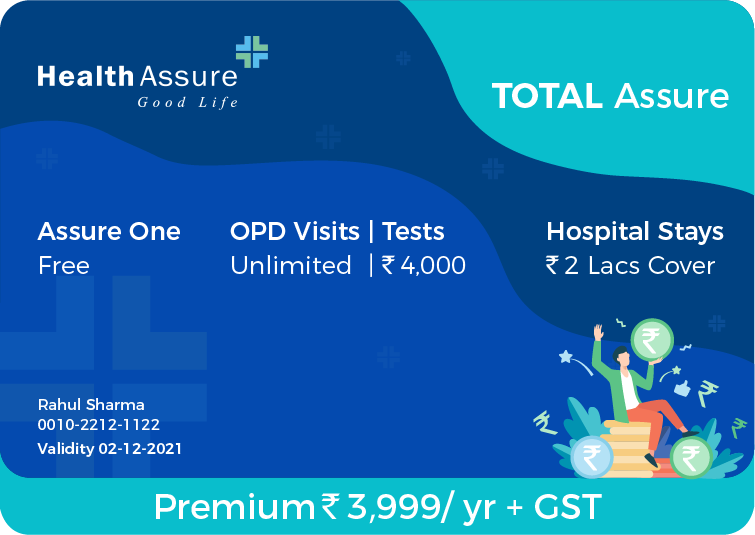 Health Assure
Good Life
TOTAL Assure
Assure One
Free
OPD Visits | Tests
Unlimited | ₹ 4,000
Hospital Stays
₹ 2 Lacs Cover
Rahul Sharma
0010-2212-1122
Validity 02-12-2021
Premium ₹ 3,999/ yr + GST